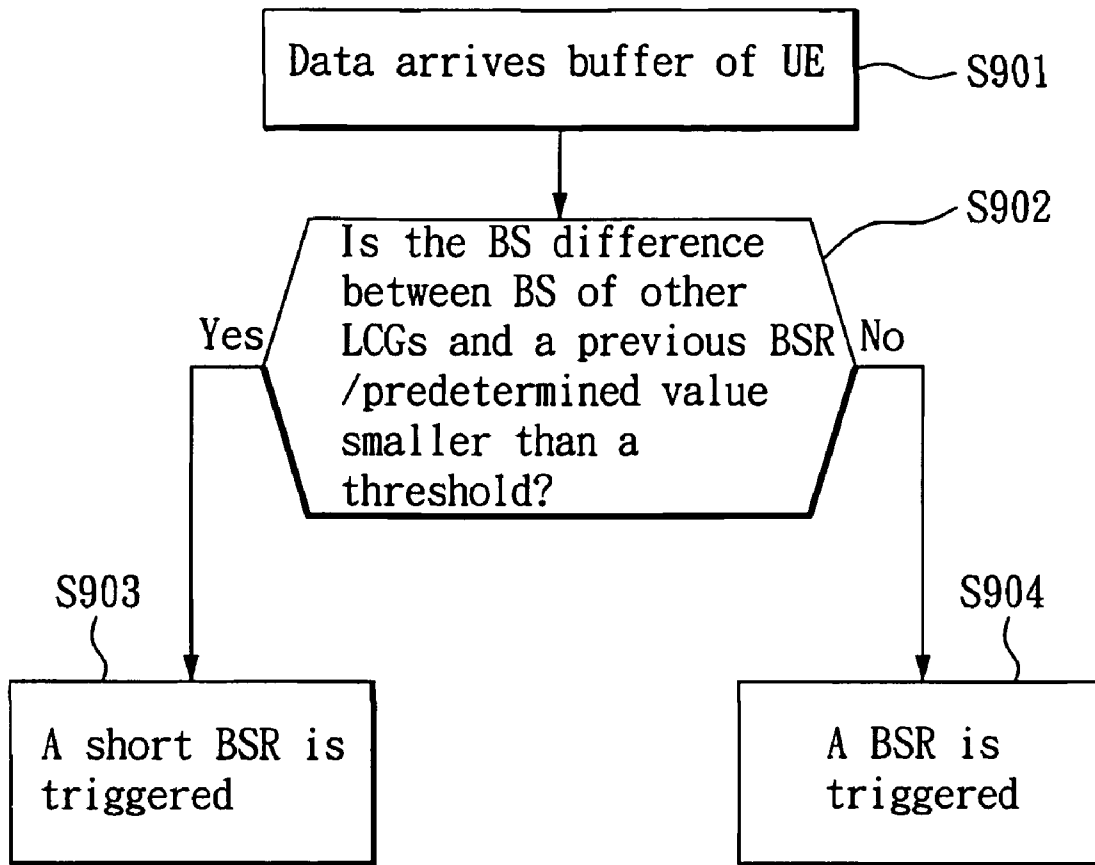 Data arrives buffer of UE
S901
S902
Is the BS difference
between BS of other
LCGs and a previous BSR
/predetermined value
smaller than a
threshold?
Yes
No
S903
S904
A short BSR is
triggered
A BSR is
triggered